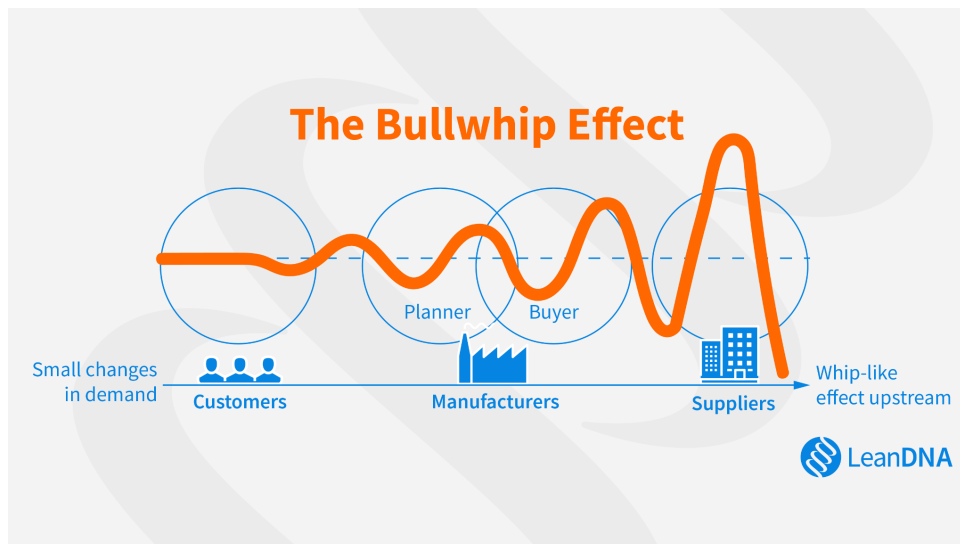 The Bullwhip Effect
Planner
Buyer
Small changes
in demand
Customers
Manufacturers
Suppliers
Whip-like
effect upstream
LeanDNA